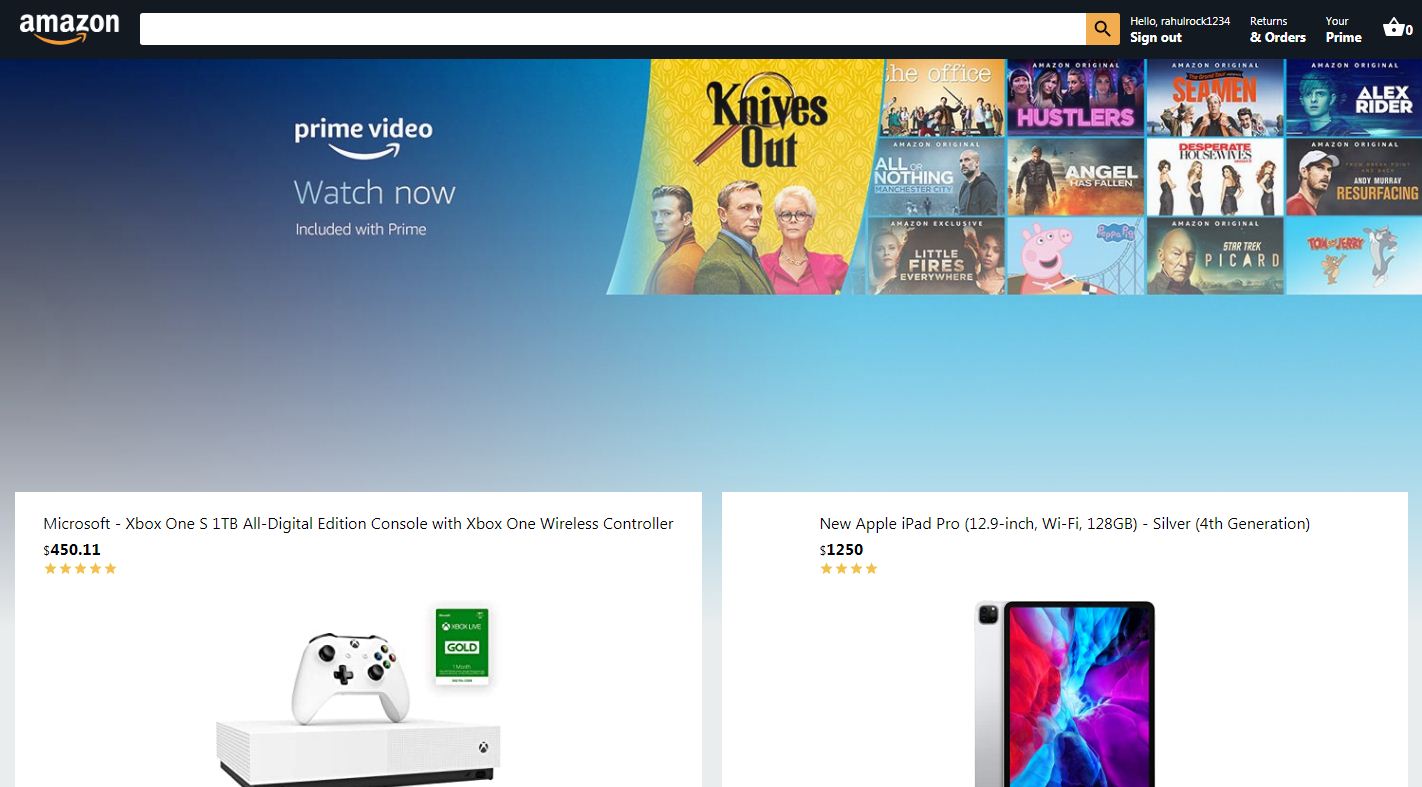 amazon
Hello, rahulrock1234
Sign out
Returns
& Orders
Your
Prime
0
prime video
Watch now
Included with Prime
Knives
Out
the office
AMAZON ORIGINAL
HUSTLERS
AMAZON ORIGINAL
The Grand Tour
SEAMEN
AMAZON ORIGINAL
ALEX
RIDER
AMAZON ORIGINAL
ALL OR
NOTHING
MANCHESTER CITY
ANGEL
HAS FALLEN
DESPERATE
HOUSEWIVES
AMAZON ORIGINAL
ANDY MURRAY
RESURFACING
AMAZON EXCLUSIVE
LITTLE
FIRES
EVERYWHERE
Peppa Pig
AMAZON ORIGINAL
STAR TREK
PICARD
TOM AND JERRY
Microsoft - Xbox One S 1TB All-Digital Edition Console with Xbox One Wireless Controller
$450.11
New Apple iPad Pro (12.9-inch, Wi-Fi, 128GB) - Silver (4th Generation)
$1250
XBOX LIVE
GOLD
1 Month